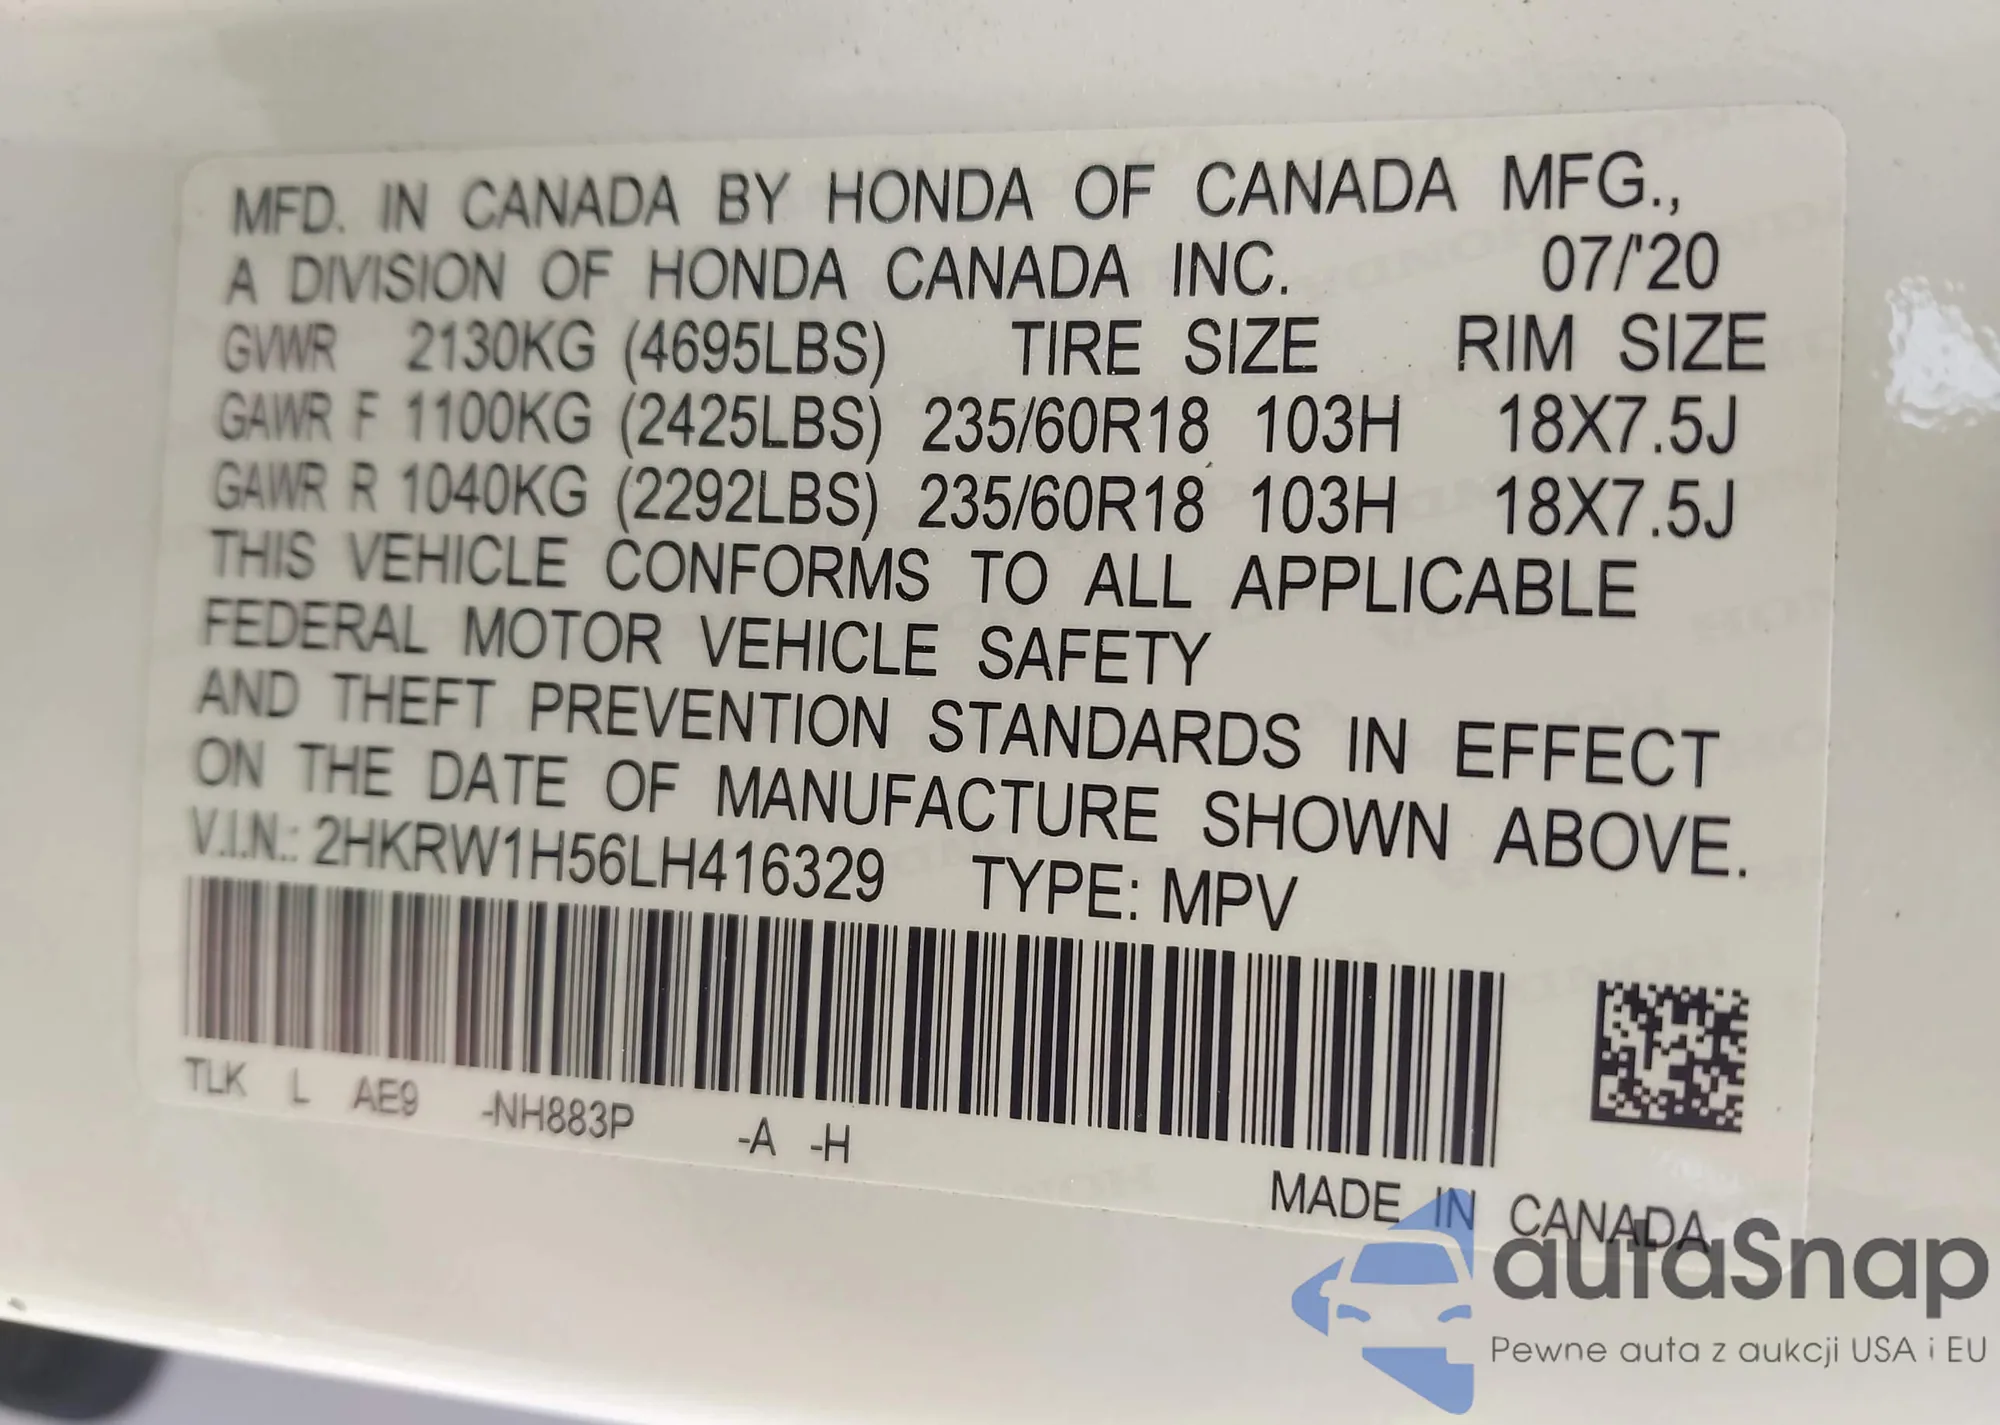 MFD. IN CANADA BY HONDA OF CANADA MFG.,
A DIVISION OF HONDA CANADA INC. 07/'20
GVWR 2130KG (4695LBS) TIRE SIZE RIM SIZE
GAWR F 1100KG (2425LBS) 235/60R18 103H 18X7.5J
GAWR R 1040KG (2292LBS) 235/60R18 103H 18X7.5J
THIS VEHICLE CONFORMS TO ALL APPLICABLE
FEDERAL MOTOR VEHICLE SAFETY
AND THEFT PREVENTION STANDARDS IN EFFECT
ON THE DATE OF MANUFACTURE SHOWN ABOVE.
V.I.N.: 2HKRW1H56LH416329 TYPE: MPV
TLK L AE9 -NH883P -A -H
MADE IN CANADA
autaSnap
Pewne auta z aukcji USA i EU